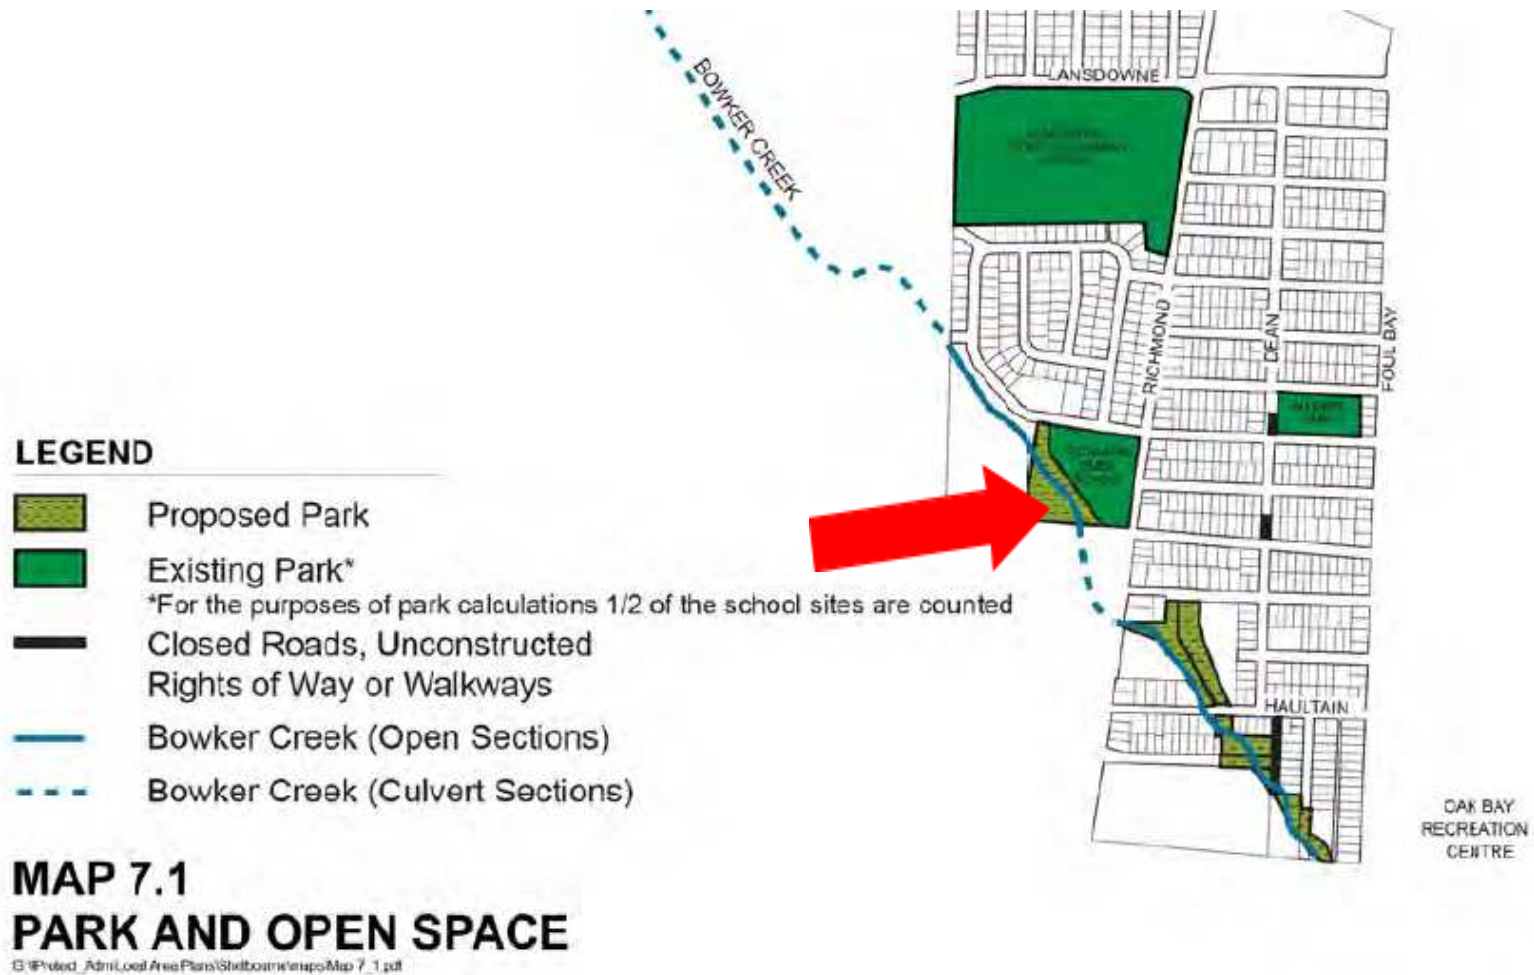 BOWKER CREEK
LANSDOWNE
RICHMOND
DEAN
FOUL BAY
HAULTAIN
OAK BAY
RECREATION
CENTRE
LEGEND
Proposed Park
Existing Park*
*For the purposes of park calculations 1/2 of the school sites are counted
Closed Roads, Unconstructed
Rights of Way or Walkways
Bowker Creek (Open Sections)
Bowker Creek (Culvert Sections)
MAP 7.1
PARK AND OPEN SPACE